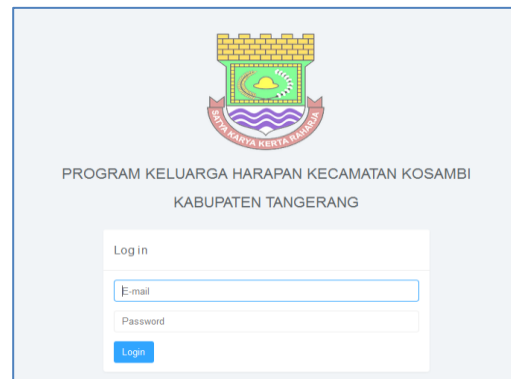 SATYA KARYA KERTA RAHARJA
PROGRAM KELUARGA HARAPAN KECAMATAN KOSAMBI
KABUPATEN TANGERANG
Log in
E-mail
Password
Login